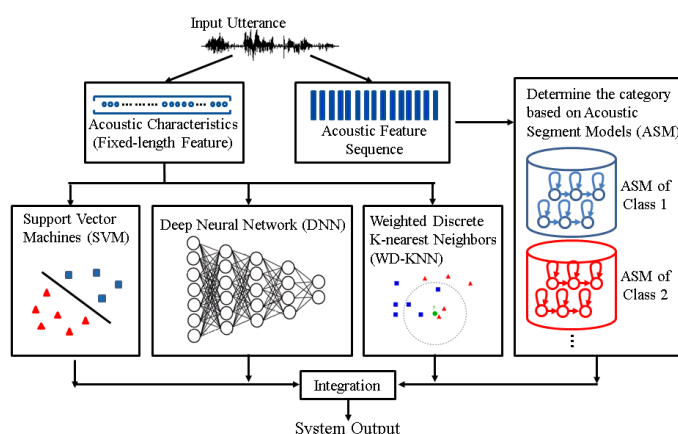 Input Utterance
Acoustic Characteristics
(Fixed-length Feature)
Acoustic Feature
Sequence
Determine the category
based on Acoustic
Segment Models (ASM)
ASM of
Class 1
ASM of
Class 2
...
Support Vector
Machines (SVM)
Deep Neural Network (DNN)
Weighted Discrete
K-nearest Neighbors
(WD-KNN)
Integration
System Output